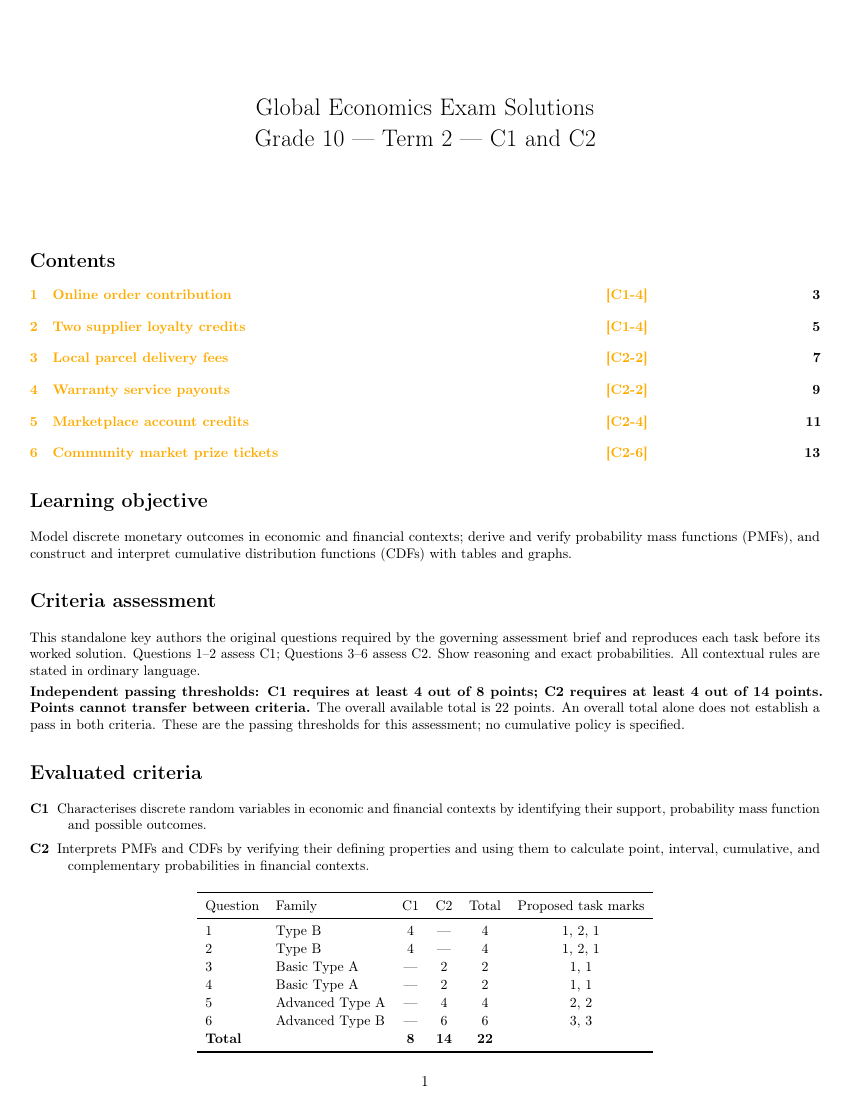 Global Economics Exam Solutions
Grade 10 — Term 2 — C1 and C2
Contents
1 Online order contribution [C1-4] 3
2 Two supplier loyalty credits [C1-4] 5
3 Local parcel delivery fees [C2-2] 7
4 Warranty service payouts [C2-2] 9
5 Marketplace account credits [C2-4] 11
6 Community market prize tickets [C2-6] 13
Learning objective
Model discrete monetary outcomes in economic and financial contexts; derive and verify probability mass functions (PMFs), and
construct and interpret cumulative distribution functions (CDFs) with tables and graphs.
Criteria assessment
This standalone key authors the original questions required by the governing assessment brief and reproduces each task before its
worked solution. Questions 1–2 assess C1; Questions 3–6 assess C2. Show reasoning and exact probabilities. All contextual rules are
stated in ordinary language.
Independent passing thresholds: C1 requires at least 4 out of 8 points; C2 requires at least 4 out of 14 points.
Points cannot transfer between criteria. The overall available total is 22 points. An overall total alone does not establish a
pass in both criteria. These are the passing thresholds for this assessment; no cumulative policy is specified.
Evaluated criteria
C1 Characterises discrete random variables in economic and financial contexts by identifying their support, probability mass function
and possible outcomes.
C2 Interprets PMFs and CDFs by verifying their defining properties and using them to calculate point, interval, cumulative, and
complementary probabilities in financial contexts.
Question Family C1 C2 Total Proposed task marks
1 Type B 4 — 4 1, 2, 1
2 Type B 4 — 4 1, 2, 1
3 Basic Type A — 2 2 1, 1
4 Basic Type A — 2 2 1, 1
5 Advanced Type A — 4 4 2, 2
6 Advanced Type B — 6 6 3, 3
Total 8 14 22
1